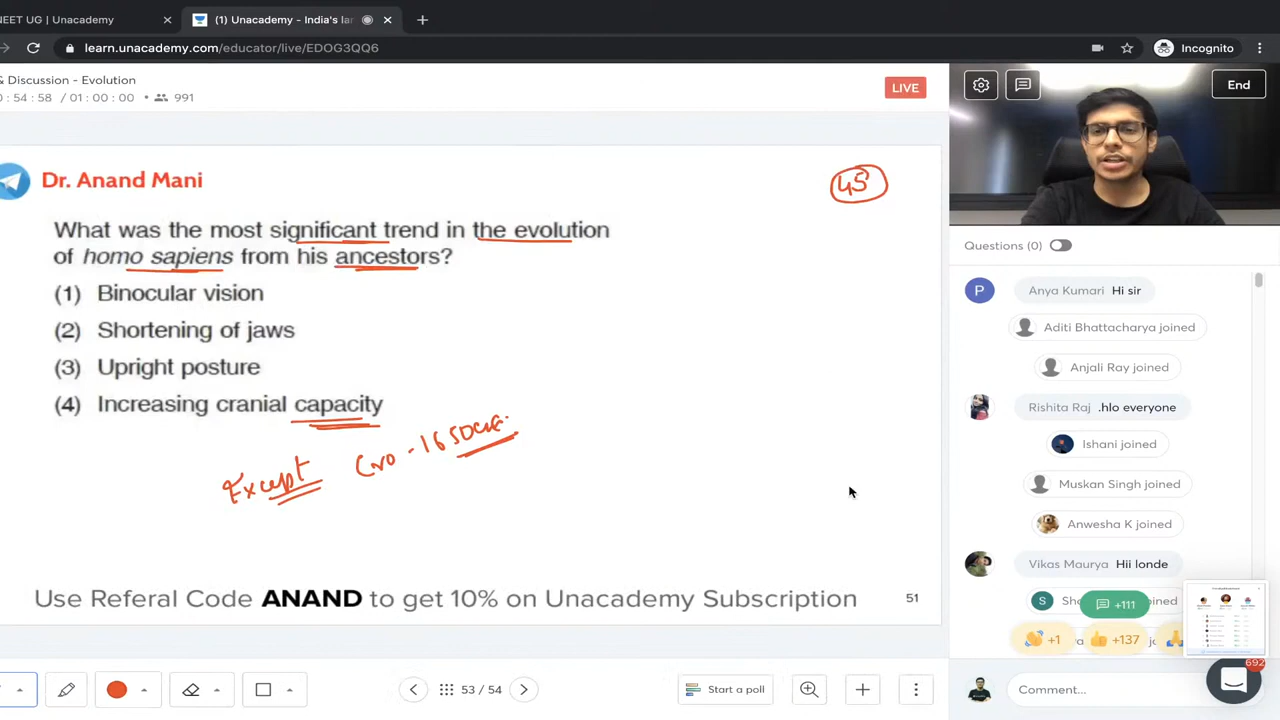 NEET UG | Unacademy
(1) Unacademy - India's lar
learn.unacademy.com/educator/live/EDOG3QQ6
Incognito
& Discussion - Evolution
0 : 54 : 58 / 01 : 00 : 00 • 991
LIVE
End
Dr. Anand Mani
45
What was the most significant trend in the evolution
of homo sapiens from his ancestors?
(1) Binocular vision
(2) Shortening of jaws
(3) Upright posture
(4) Increasing cranial capacity
Except Cro - 1650cc.
Use Referal Code ANAND to get 10% on Unacademy Subscription
51
53 / 54
Start a poll
Questions (0)
P
Anya Kumari Hi sir
Aditi Bhattacharya joined
Anjali Ray joined
Rishita Raj .hlo everyone
Ishani joined
Muskan Singh joined
Anwesha K joined
Vikas Maurya Hii londe
S
joined
+111
+1
+137
692
Comment...